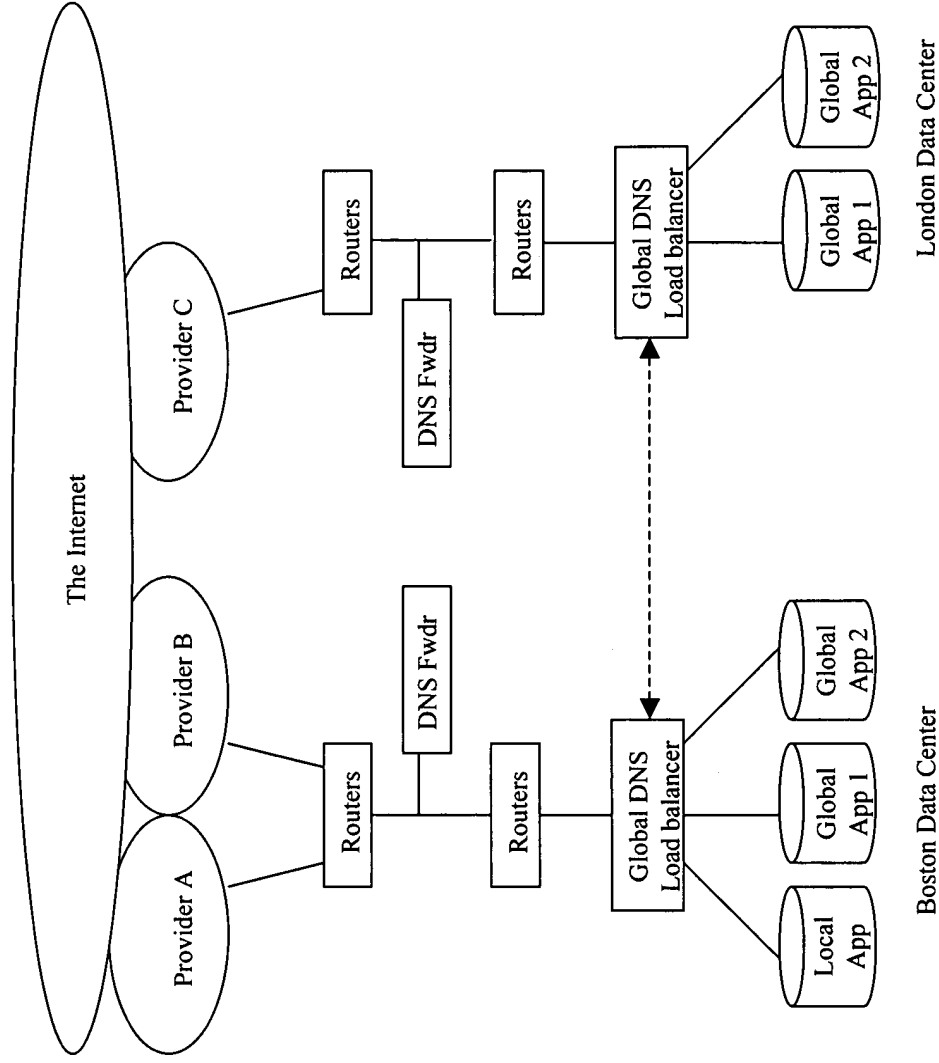 The Internet
Provider A
Provider B
Provider C
Routers
Routers
DNS Fwdr
DNS Fwdr
Routers
Routers
Global DNS
Load balancer
Global DNS
Load balancer
Local
App
Global
App 1
Global
App 2
Global
App 1
Global
App 2
Boston Data Center
London Data Center